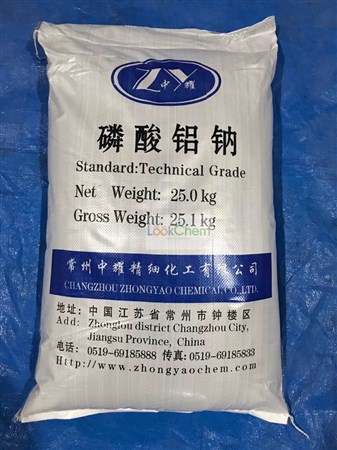 ZY
中耀
磷酸铝钠
Standard:Technical Grade
Net Weight: 25.0 kg
Gross Weight: 25.1 kg
LookChem
常州中耀精细化工有限公司
CHANGZHOU ZHONGYAO CHEMICAL CO.,LTD.
地址: 中国江苏省常州市钟楼区
Add: Zhonglou district Changzhou City,
Jiangsu Province, China
电话: 0519-69185888 传真: 0519-69185833
Http://www.zhongyaochem.com